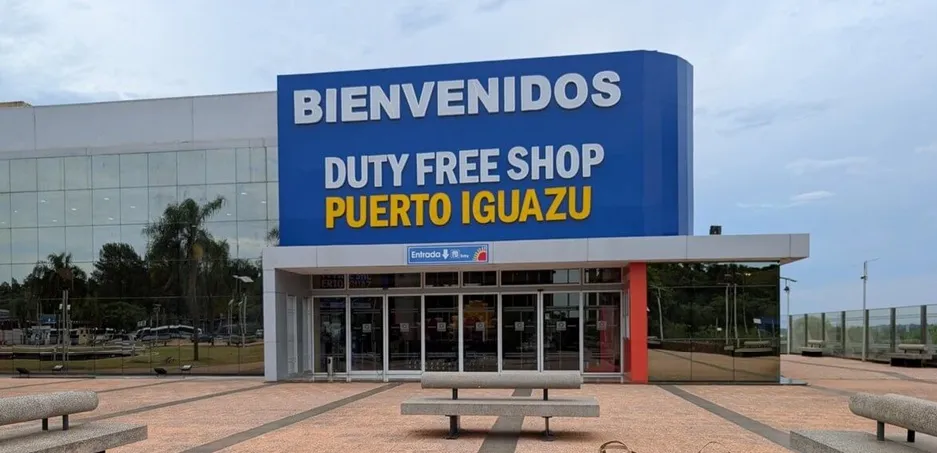 BIENVENIDOS
DUTY FREE SHOP
PUERTO IGUAZU
Entrada